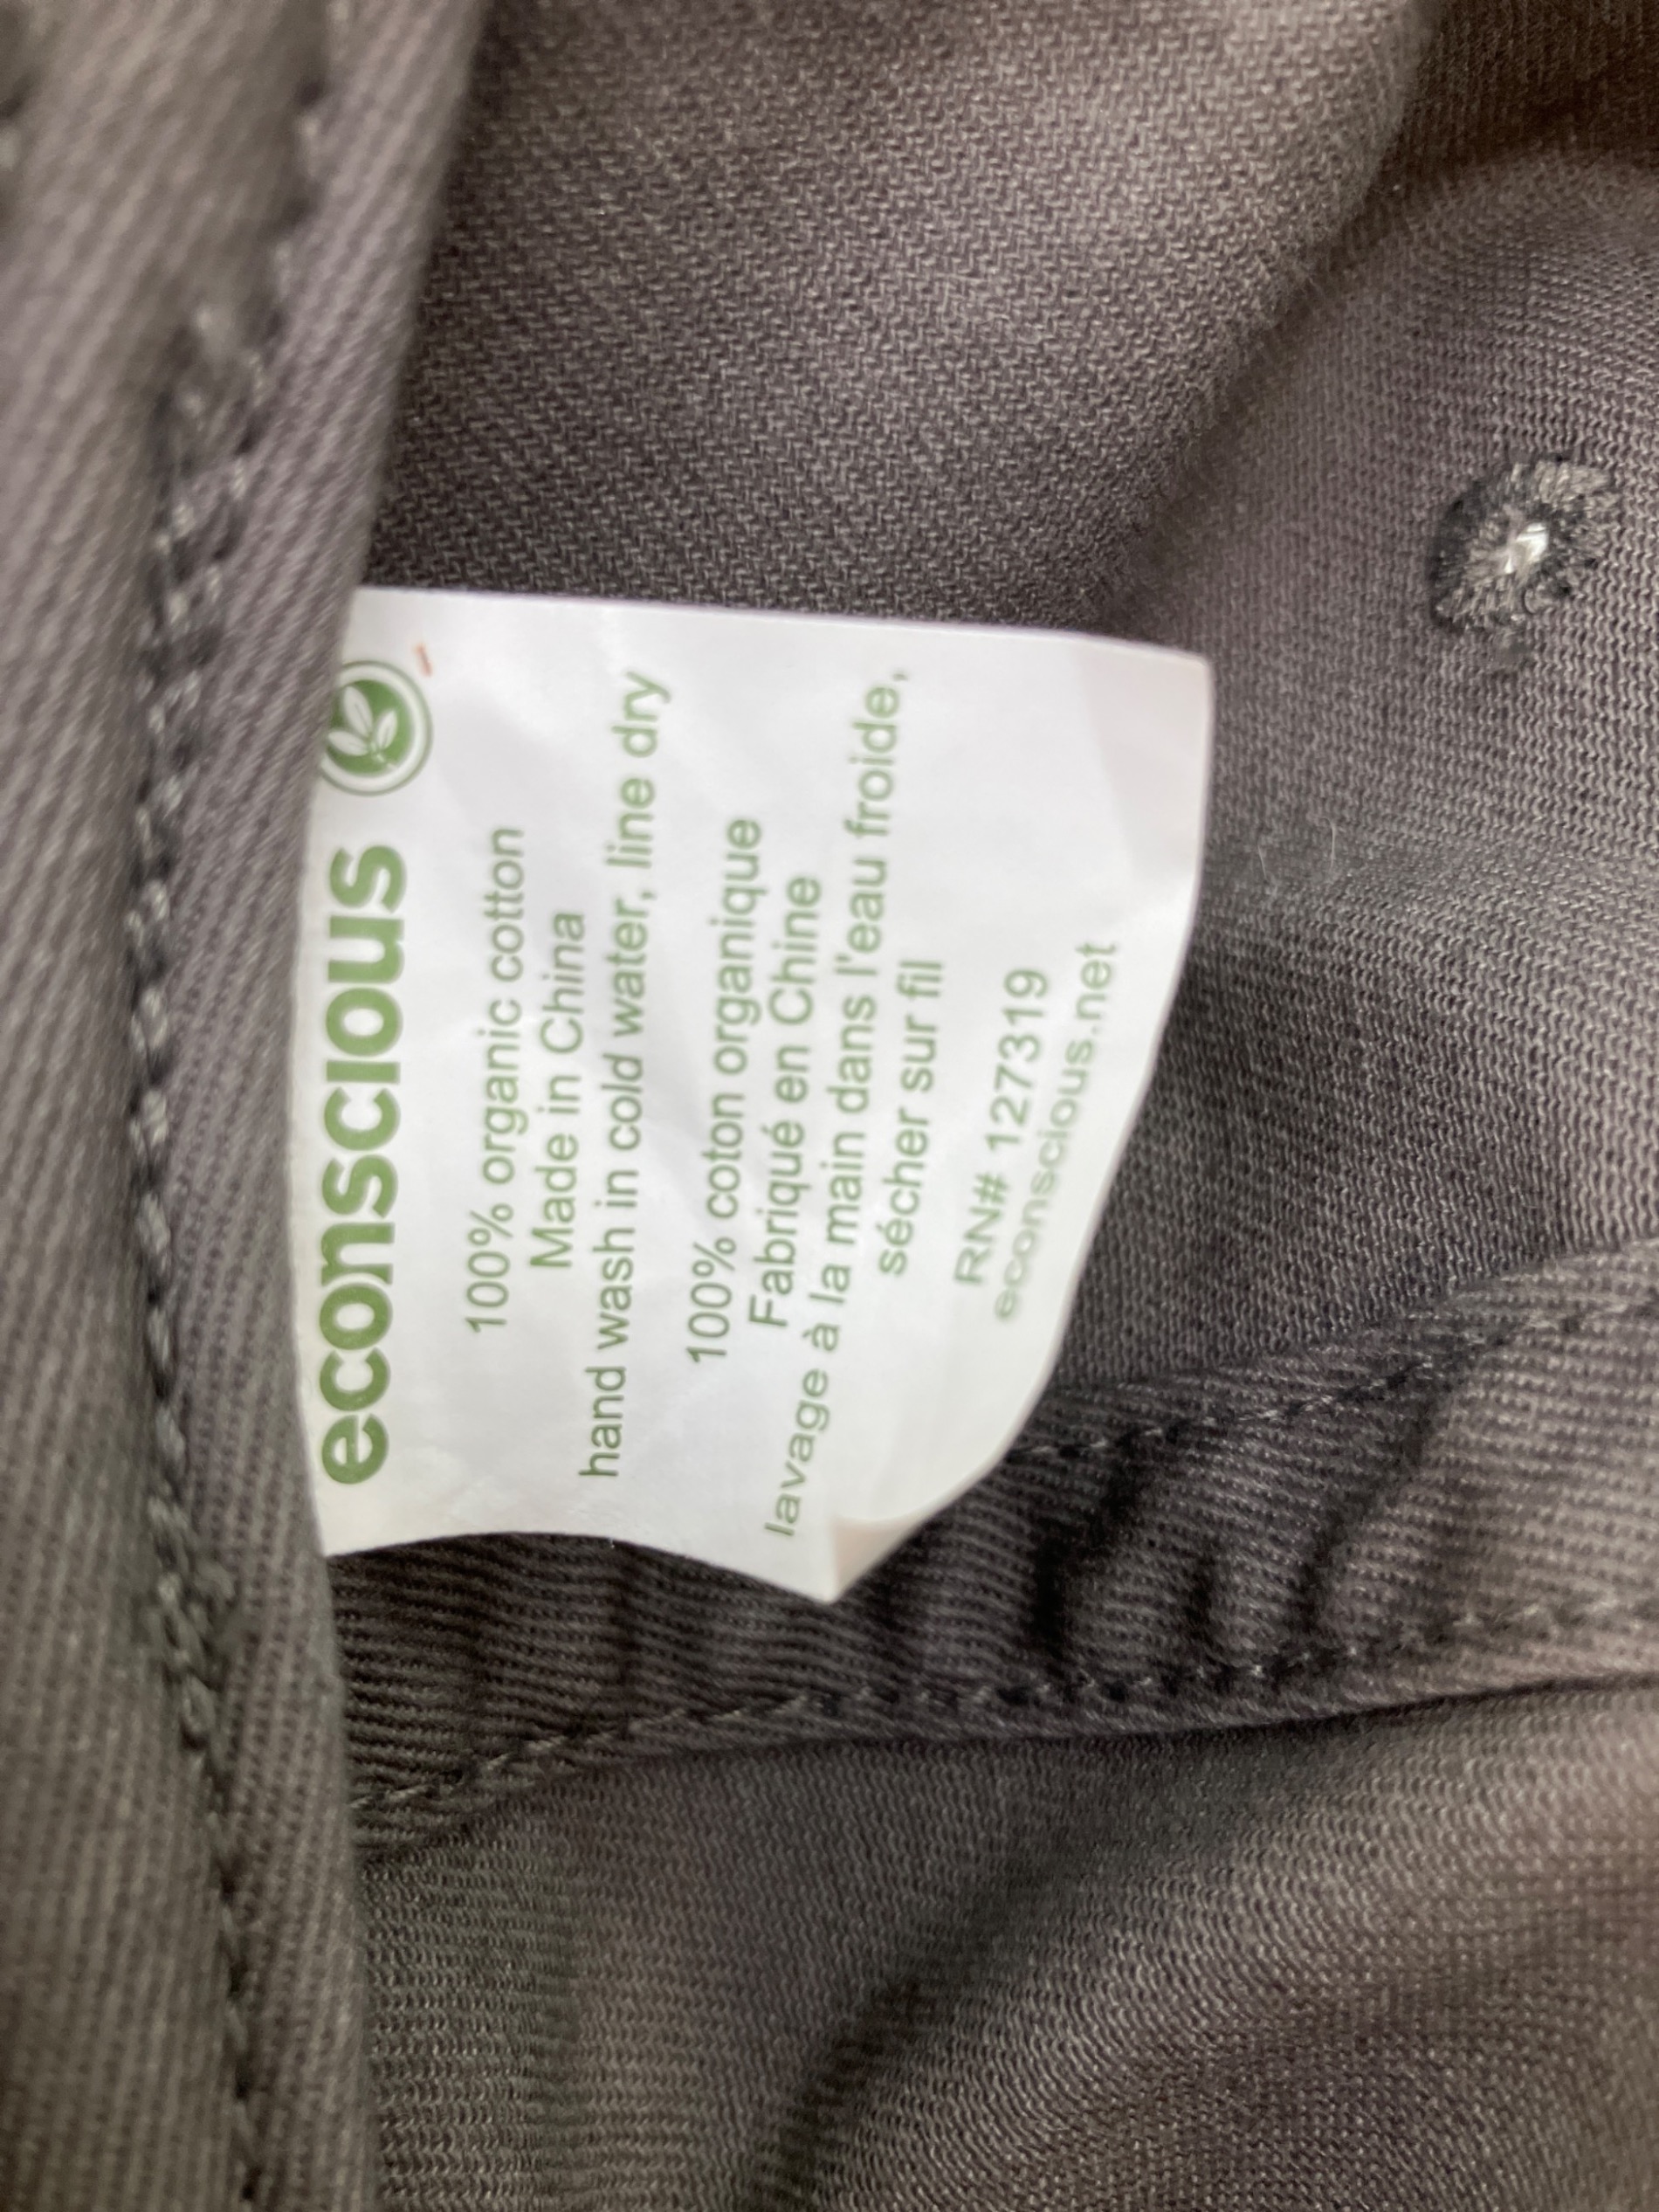 econscious
100% organic cotton
Made in China
hand wash in cold water, line dry
100% coton organique
Fabriqué en Chine
lavage à la main dans l'eau froide,
sécher sur fil
RN# 127319
econscious.net